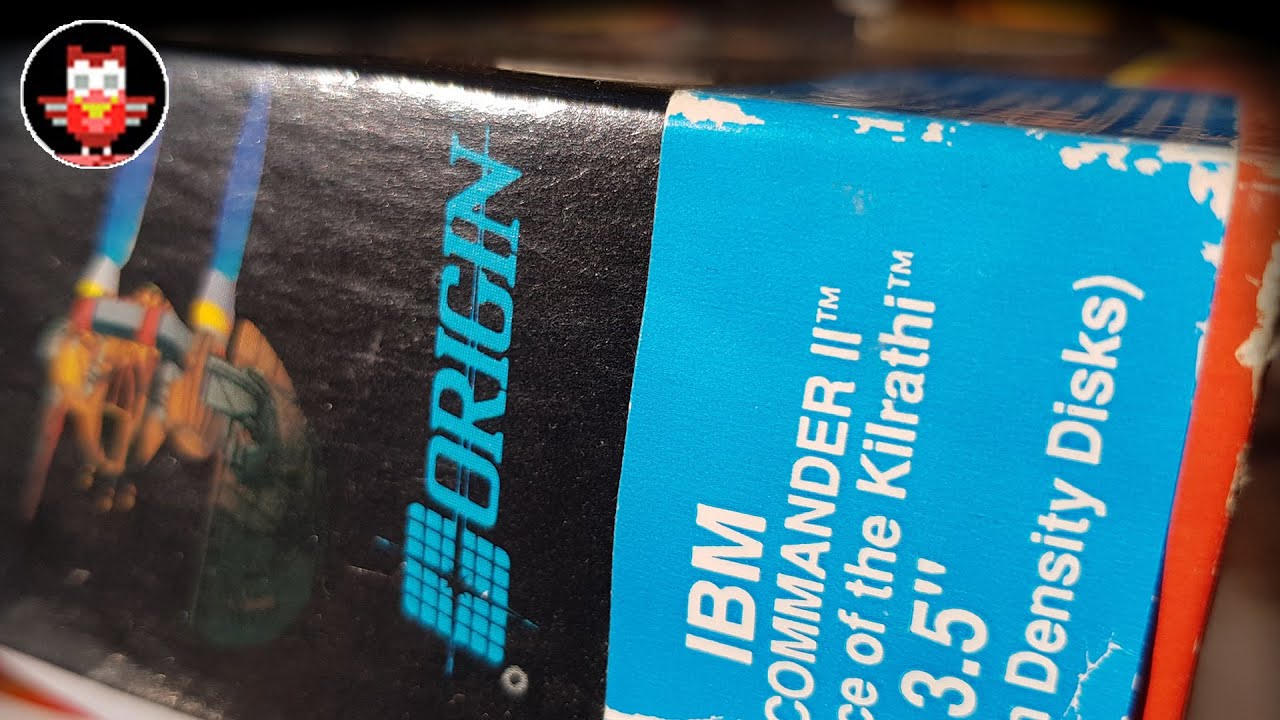 ORIGIN
IBM
COMMANDER II™
ce of the Kilrathi™
3.5"
Density Disks)